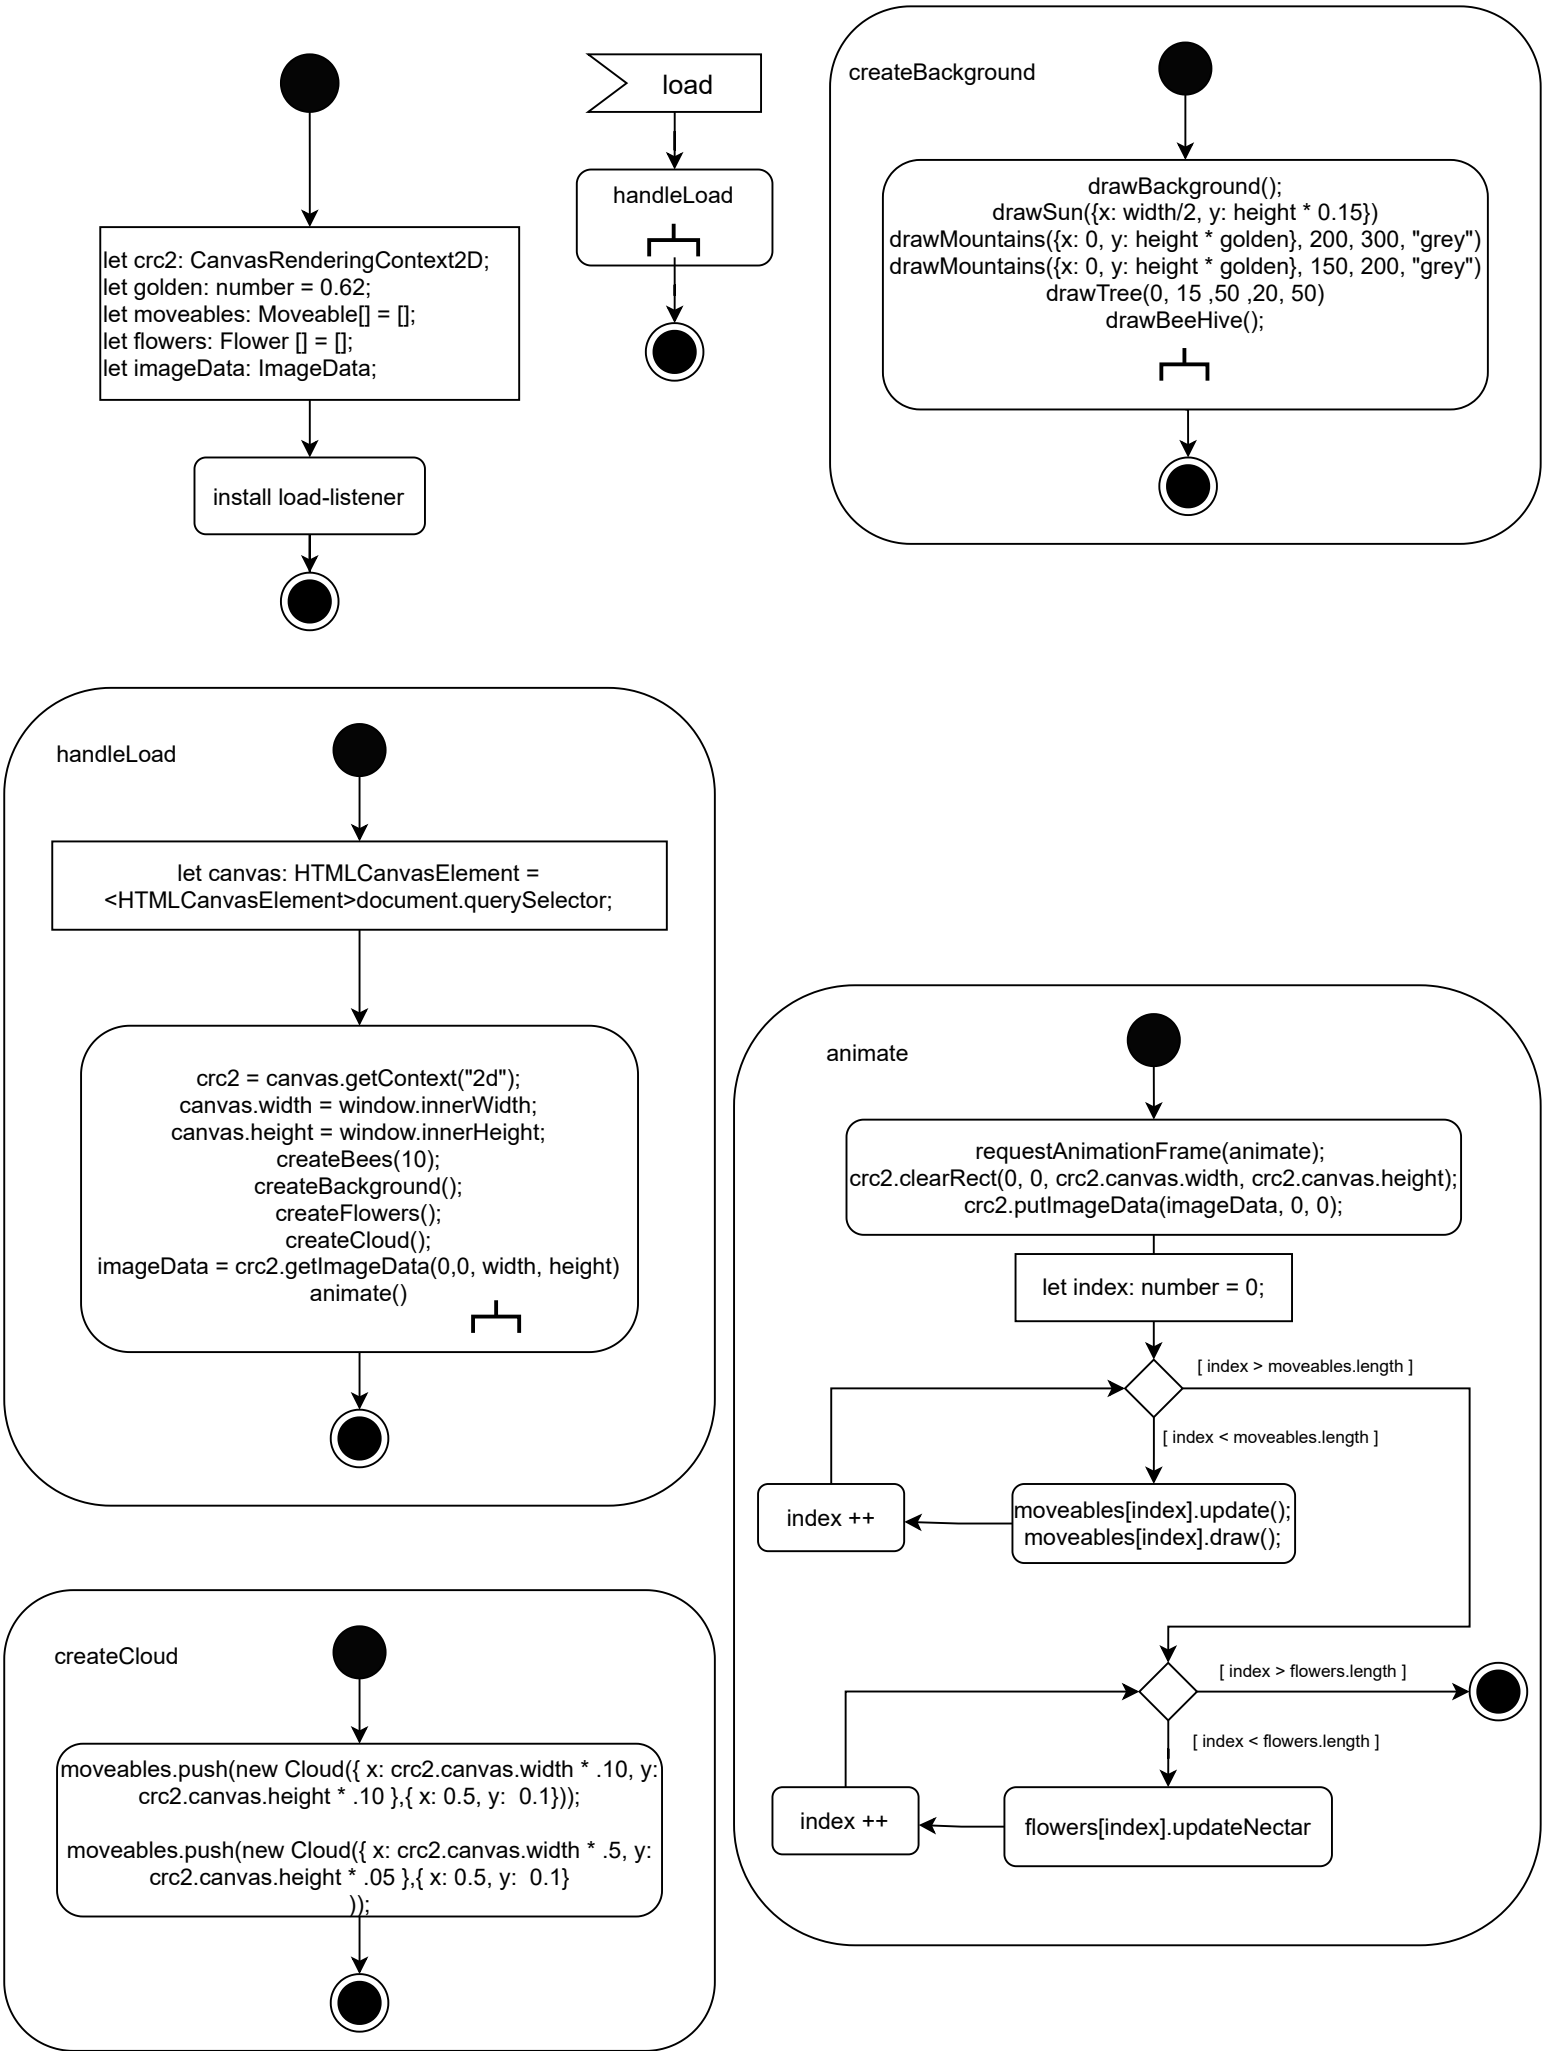 load
handleLoad
createBackground
drawBackground();
drawSun({x: width/2, y: height * 0.15})
drawMountains({x: 0, y: height * golden}, 200, 300, "grey")
drawMountains({x: 0, y: height * golden}, 150, 200, "grey")
drawTree(0, 15 ,50 ,20, 50)
drawBeeHive();
let crc2: CanvasRenderingContext2D;
let golden: number = 0.62;
let moveables: Moveable[] = [];
let flowers: Flower [] = [];
let imageData: ImageData;
install load-listener
handleLoad
let canvas: HTMLCanvasElement =
<HTMLCanvasElement>document.querySelector;
crc2 = canvas.getContext("2d");
canvas.width = window.innerWidth;
canvas.height = window.innerHeight;
createBees(10);
createBackground();
createFlowers();
createCloud();
imageData = crc2.getImageData(0,0, width, height)
animate()
animate
requestAnimationFrame(animate);
crc2.clearRect(0, 0, crc2.canvas.width, crc2.canvas.height);
crc2.putImageData(imageData, 0, 0);
let index: number = 0;
[ index > moveables.length ]
[ index < moveables.length ]
moveables[index].update();
moveables[index].draw();
index ++
[ index > flowers.length ]
[ index < flowers.length ]
flowers[index].updateNectar
index ++
createCloud
moveables.push(new Cloud({ x: crc2.canvas.width * .10, y:
crc2.canvas.height * .10 },{ x: 0.5, y:  0.1}));
moveables.push(new Cloud({ x: crc2.canvas.width * .5, y:
crc2.canvas.height * .05 },{ x: 0.5, y:  0.1}
));